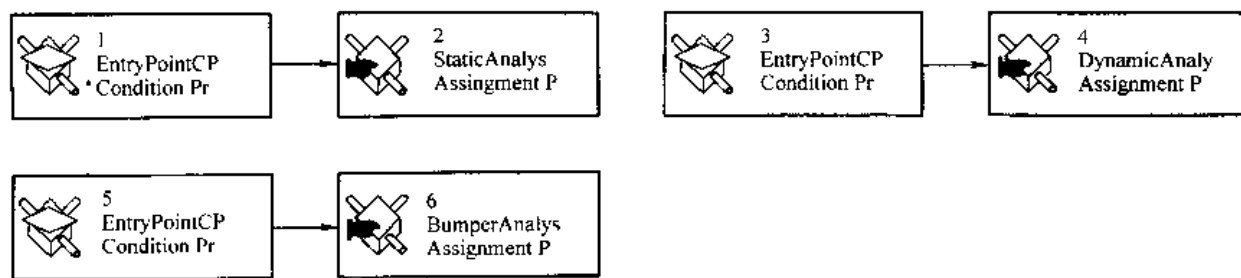 1
EntryPointCP
Condition Pr
2
StaticAnalys
Assingment P
3
EntryPointCP
Condition Pr
4
DynamicAnaly
Assignment P
5
EntryPointCP
Condition Pr
6
BumperAnalys
Assignment P